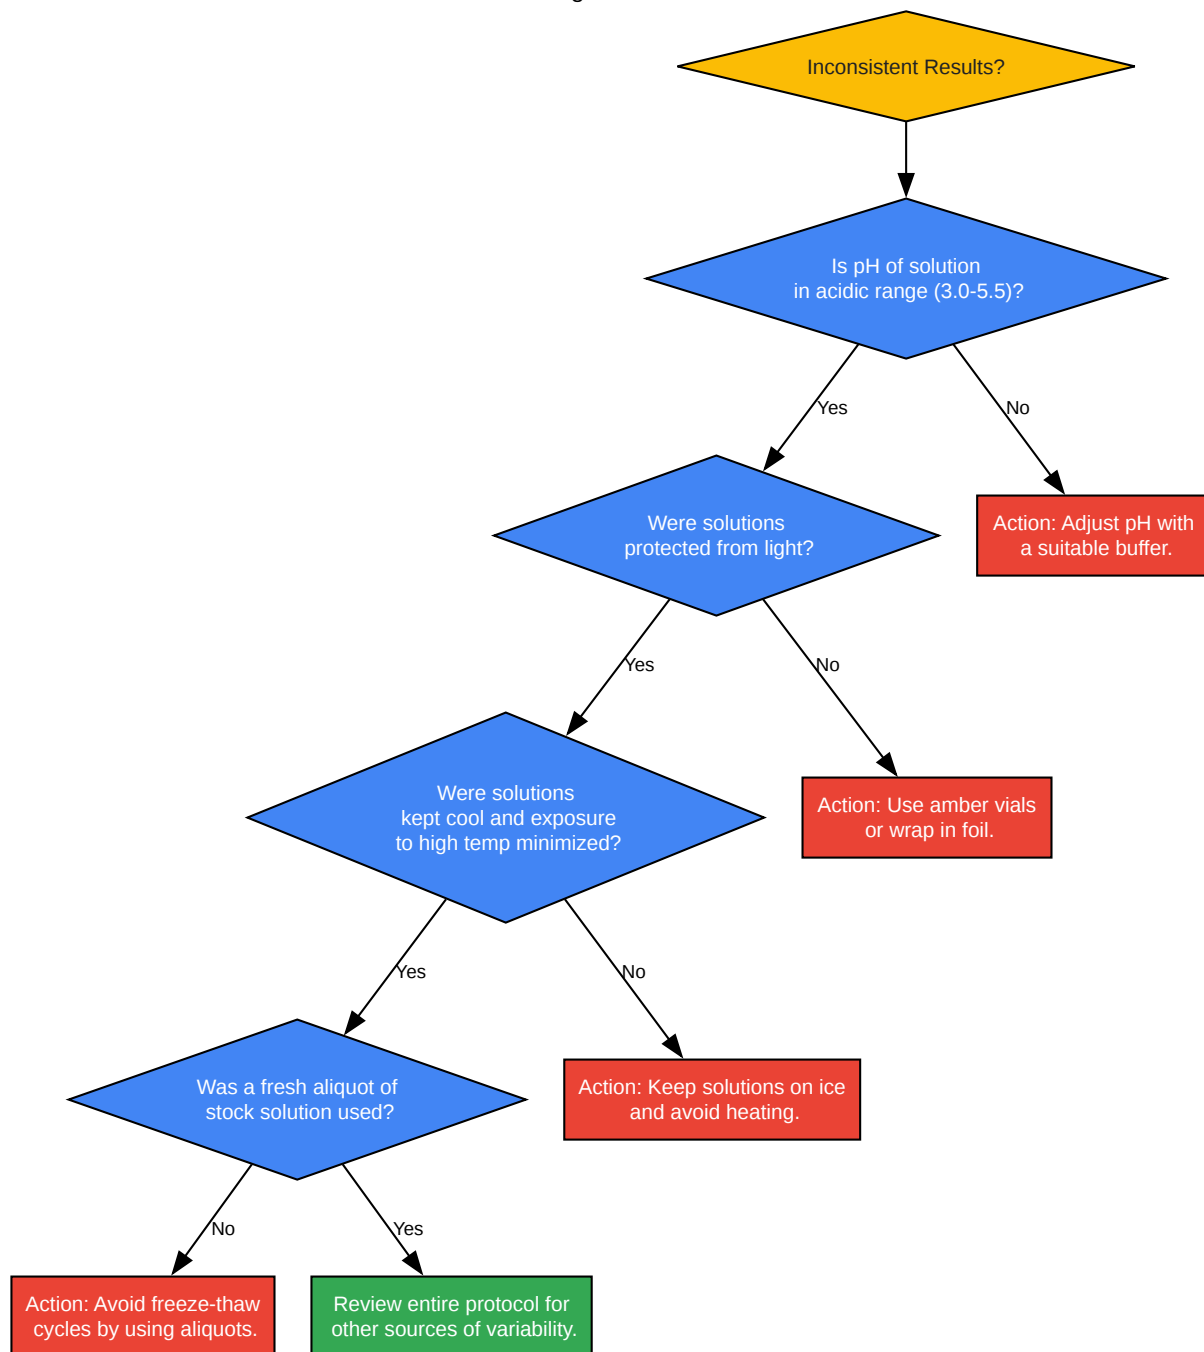 Inconsistent Results?
Is pH of solution
in acidic range (3.0-5.5)?
Yes
No
Were solutions
protected from light?
Action: Adjust pH with
a suitable buffer.
Yes
No
Were solutions
kept cool and exposure
to high temp minimized?
Action: Use amber vials
or wrap in foil.
Yes
No
Was a fresh aliquot of
stock solution used?
Action: Keep solutions on ice
and avoid heating.
No
Yes
Action: Avoid freeze-thaw
cycles by using aliquots.
Review entire protocol for
other sources of variability.